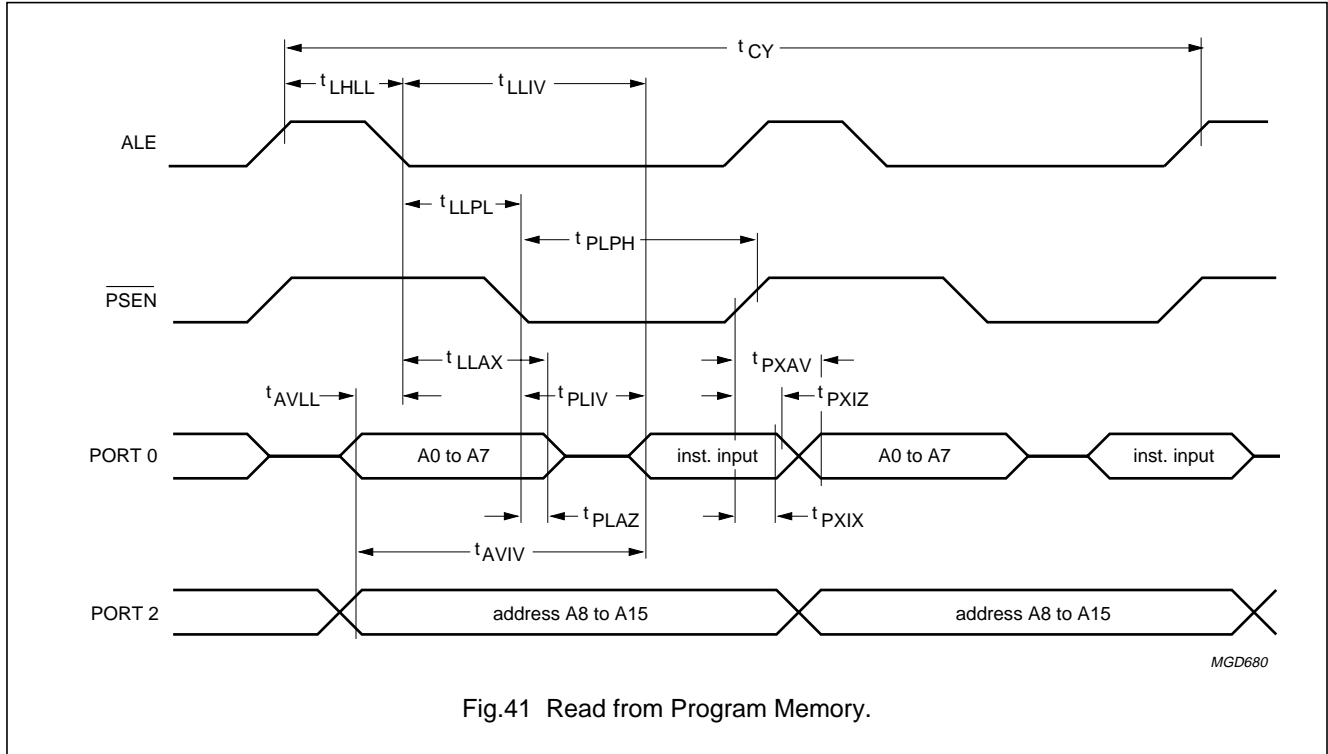 t CY
t LHLL
t LLIV
ALE
t LLPL
t PLPH
PSEN
t LLAX
t PXAV
t AVLL
t PLIV
t PXIZ
PORT 0
A0 to A7
inst. input
A0 to A7
inst. input
t PLAZ
t PXIX
t AVIV
PORT 2
address A8 to A15
address A8 to A15
MGD680
Fig.41 Read from Program Memory.